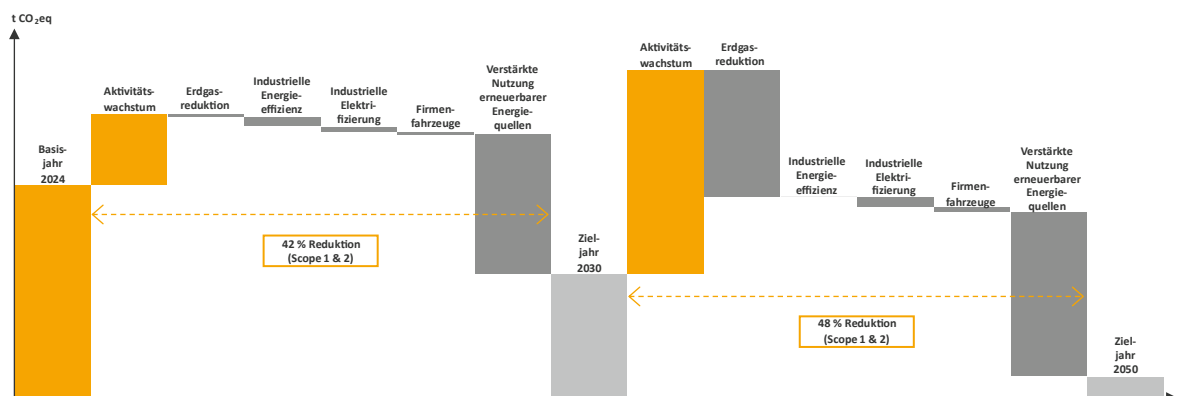 t CO₂eq
Basis-
jahr
2024
Aktivitäts-
wachstum
Erdgas-
reduktion
Industrielle
Energie-
effizienz
Industrielle
Elektri-
fizierung
Firmen-
fahrzeuge
Verstärkte
Nutzung
erneuerbarer
Energie-
quellen
42 % Reduktion
(Scope 1 & 2)
Ziel-
jahr
2030
Aktivitäts-
wachstum
Erdgas-
reduktion
Industrielle
Energie-
effizienz
Industrielle
Elektri-
fizierung
Firmen-
fahrzeuge
Verstärkte
Nutzung
erneuerbarer
Energie-
quellen
48 % Reduktion
(Scope 1 & 2)
Ziel-
jahr
2050